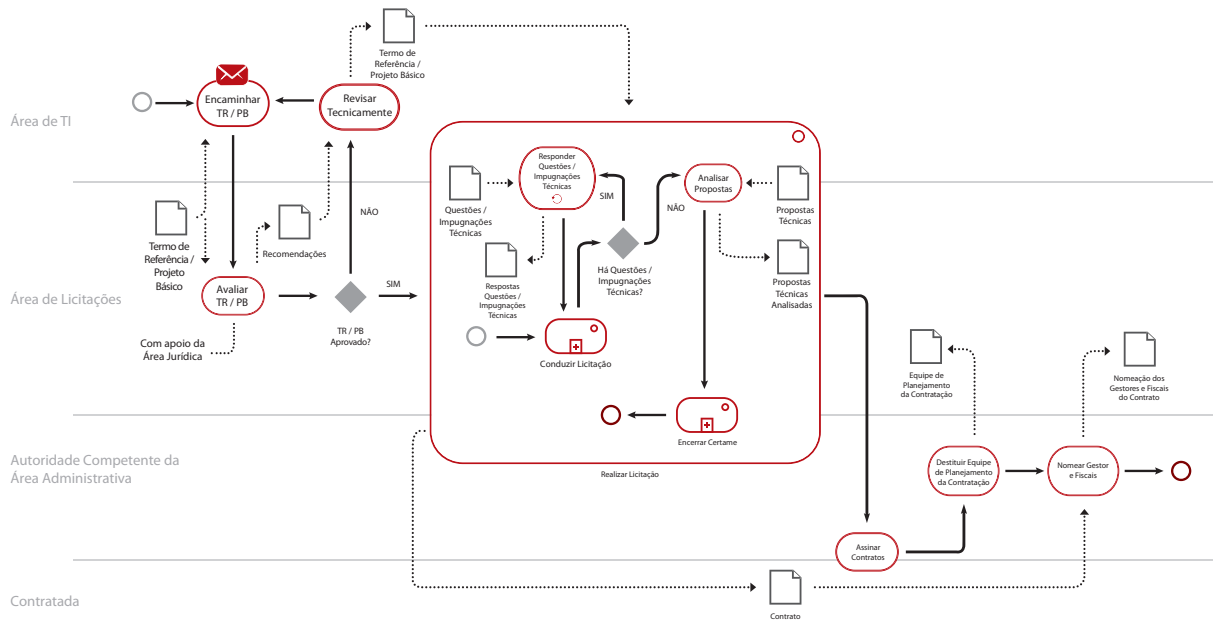 Termo de
Referência /
Projeto Básico
Encaminhar
TR / PB
Revisar
Tecnicamente
Área de TI
Responder
Questões /
Impugnações
Técnicas
Analisar
Propostas
SIM
NÃO
NÃO
Questões /
Impugnações
Técnicas
Propostas
Técnicas
Termo de
Referência /
Projeto
Básico
Recomendações
Área de Licitações
Avaliar
TR / PB
SIM
Respostas
Questões /
Impugnações
Técnicas
Há Questões /
Impugnações
Técnicas?
Propostas
Técnicas
Analisadas
TR / PB
Aprovado?
Com apoio da
Área Jurídica
Conduzir Licitação
Equipe de
Planejamento
da Contratação
Nomeação dos
Gestores e Fiscais
do Contrato
Encerrar Certame
Autoridade Competente da
Área Administrativa
Realizar Licitação
Destituir Equipe
de Planejamento
da Contratação
Nomear Gestor
e Fiscais
Assinar
Contratos
Contratada
Contrato